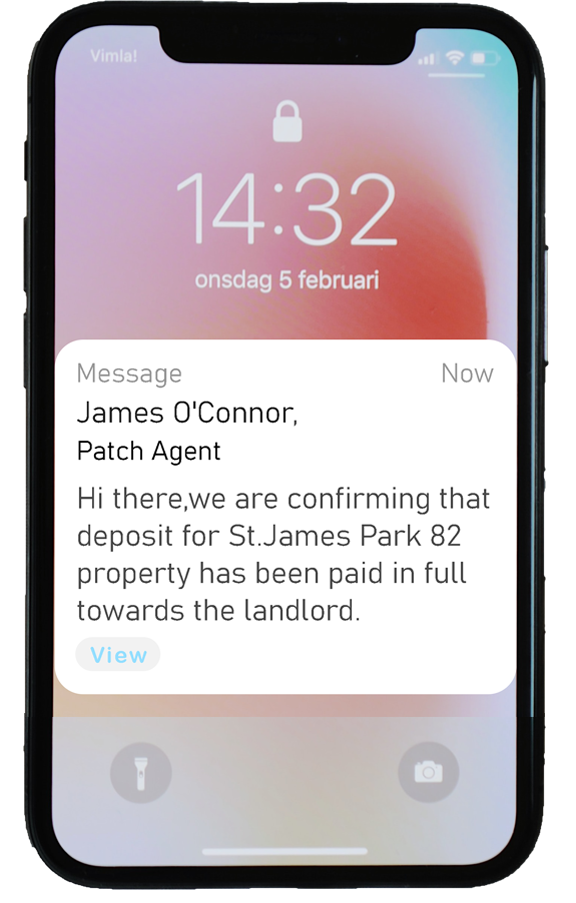 Vimla!
14:32
onsdag 5 februari
Message Now
James O'Connor,
Patch Agent
Hi there,we are confirming that
deposit for St.James Park 82
property has been paid in full
towards the landlord.
View